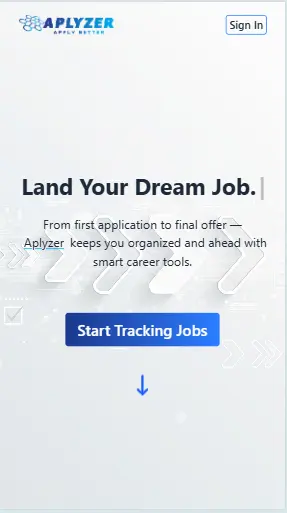 APLYZER
APPLY BETTER
Sign In
Land Your Dream Job.
From first application to final offer —
Aplyzer keeps you organized and ahead with
smart career tools.
Start Tracking Jobs